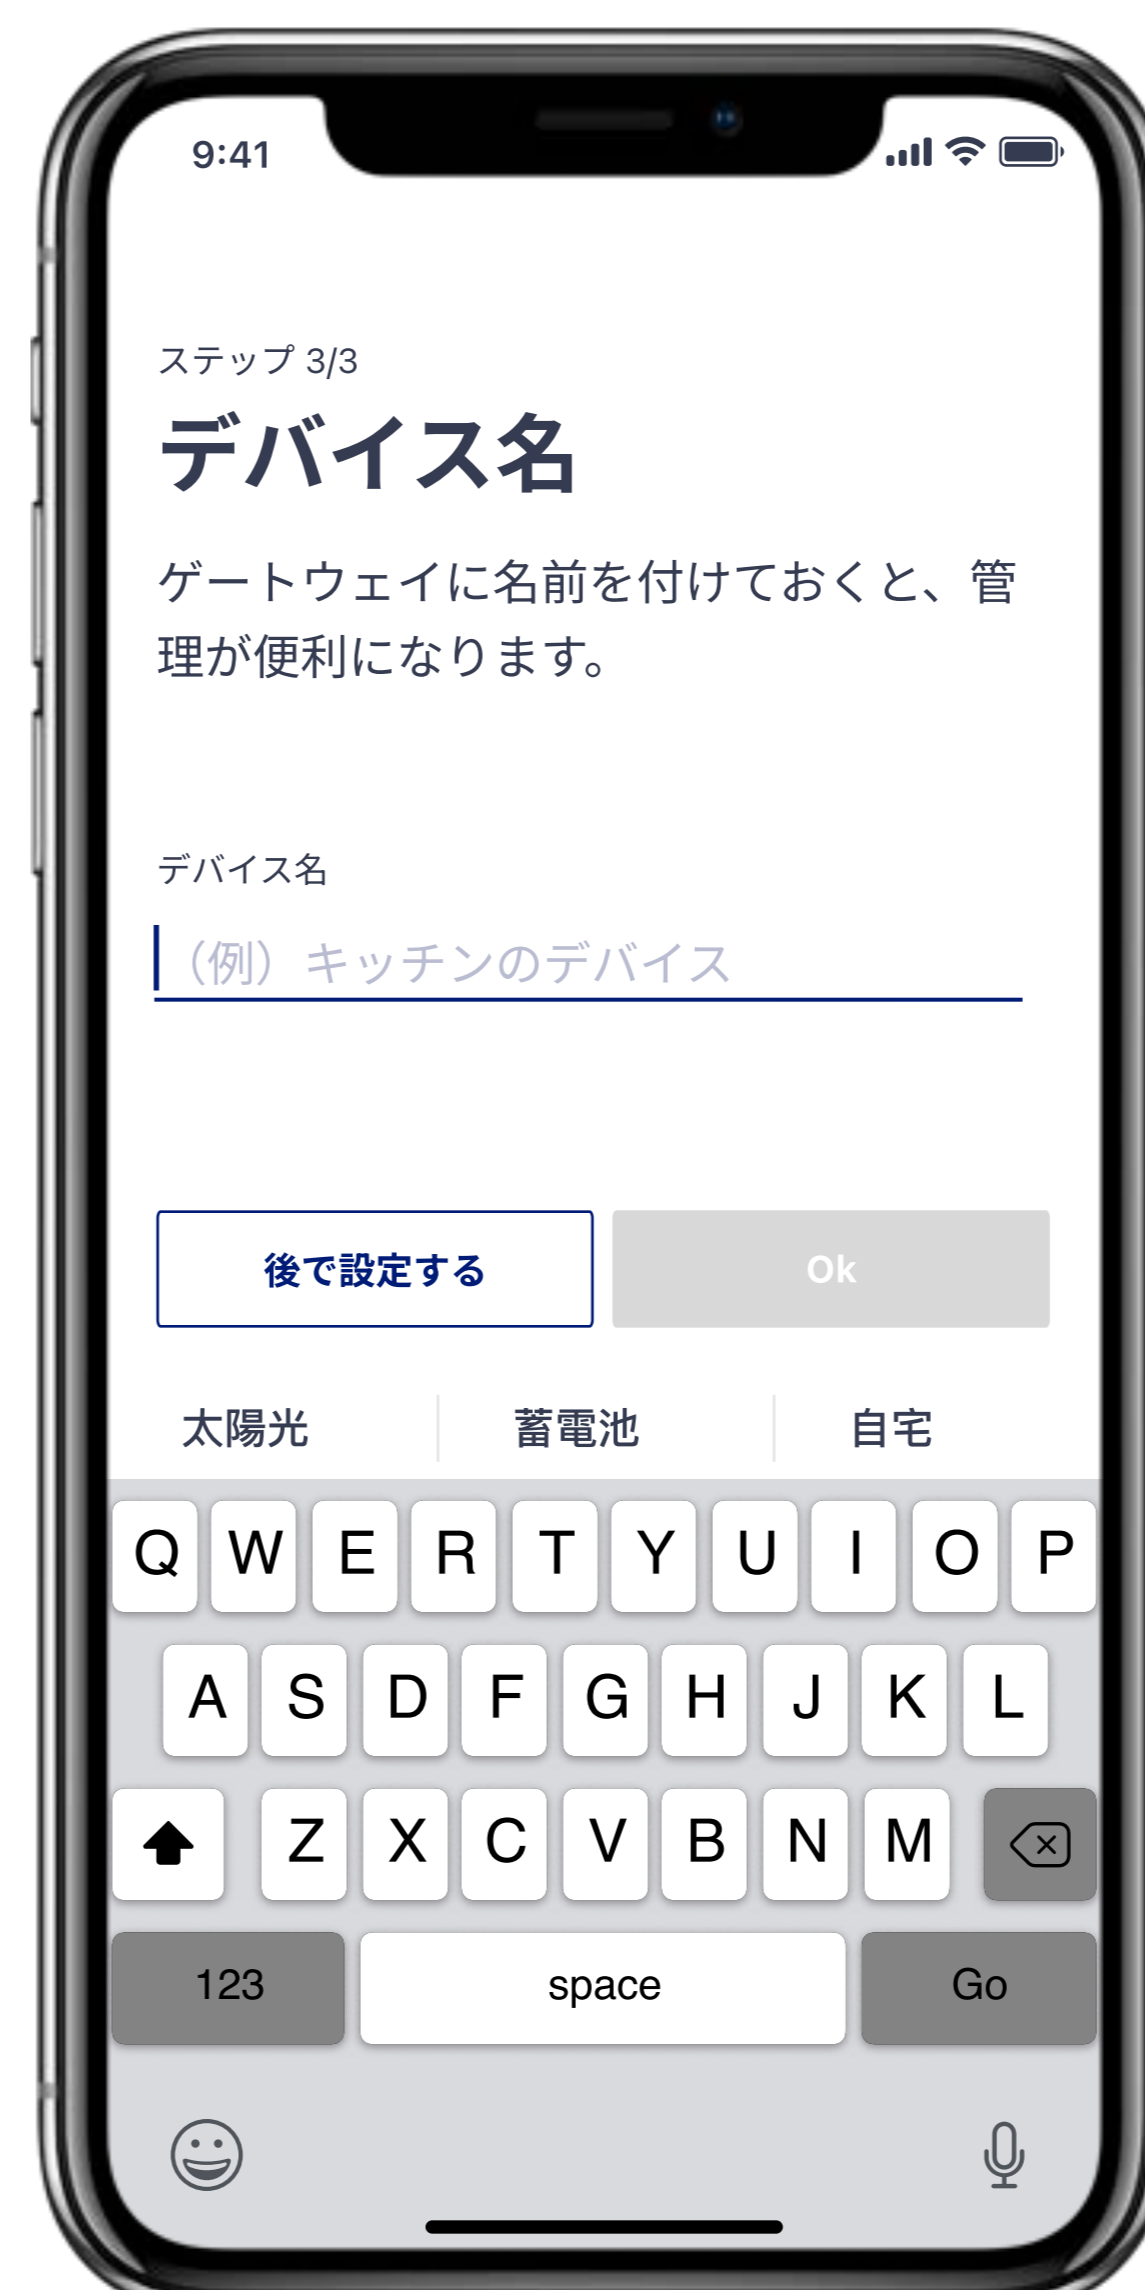 9:41
ステップ 3/3
デバイス名
ゲートウェイに名前を付けておくと、管
理が便利になります。
デバイス名
（例）キッチンのデバイス
後で設定する Ok
太陽光 蓄電池 自宅
Q W E R T Y U I O P
A S D F G H J K L
Z X C V B N M
123 space Go